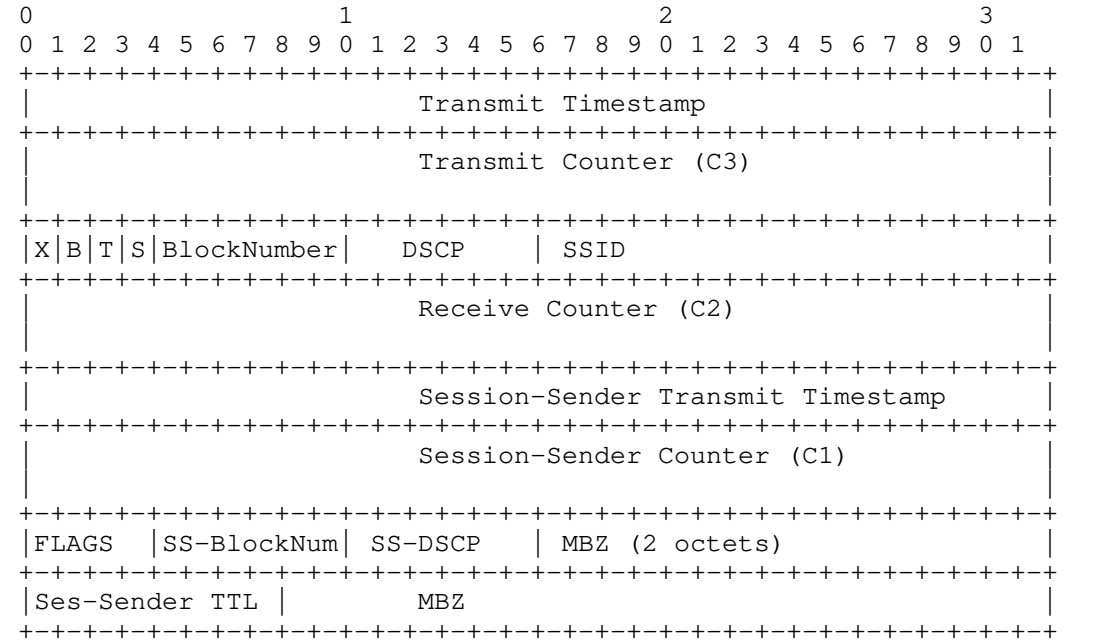 0                   1                   2                   3
0 1 2 3 4 5 6 7 8 9 0 1 2 3 4 5 6 7 8 9 0 1 2 3 4 5 6 7 8 9 0 1
+-+-+-+-+-+-+-+-+-+-+-+-+-+-+-+-+-+-+-+-+-+-+-+-+-+-+-+-+-+-+-+-+
|                        Transmit Timestamp                     |
+-+-+-+-+-+-+-+-+-+-+-+-+-+-+-+-+-+-+-+-+-+-+-+-+-+-+-+-+-+-+-+-+
|                        Transmit Counter (C3)                  |
|                                                               |
+-+-+-+-+-+-+-+-+-+-+-+-+-+-+-+-+-+-+-+-+-+-+-+-+-+-+-+-+-+-+-+-+
|X|B|T|S|BlockNumber|   DSCP    | SSID                          |
+-+-+-+-+-+-+-+-+-+-+-+-+-+-+-+-+-+-+-+-+-+-+-+-+-+-+-+-+-+-+-+-+
|                        Receive Counter (C2)                   |
|                                                               |
+-+-+-+-+-+-+-+-+-+-+-+-+-+-+-+-+-+-+-+-+-+-+-+-+-+-+-+-+-+-+-+-+
|                        Session-Sender Transmit Timestamp      |
+-+-+-+-+-+-+-+-+-+-+-+-+-+-+-+-+-+-+-+-+-+-+-+-+-+-+-+-+-+-+-+-+
|                        Session-Sender Counter (C1)            |
|                                                               |
+-+-+-+-+-+-+-+-+-+-+-+-+-+-+-+-+-+-+-+-+-+-+-+-+-+-+-+-+-+-+-+-+
|FLAGS  |SS-BlockNum| SS-DSCP   | MBZ (2 octets)                |
+-+-+-+-+-+-+-+-+-+-+-+-+-+-+-+-+-+-+-+-+-+-+-+-+-+-+-+-+-+-+-+-+
|Ses-Sender TTL |        MBZ                                    |
+-+-+-+-+-+-+-+-+-+-+-+-+-+-+-+-+-+-+-+-+-+-+-+-+-+-+-+-+-+-+-+-+